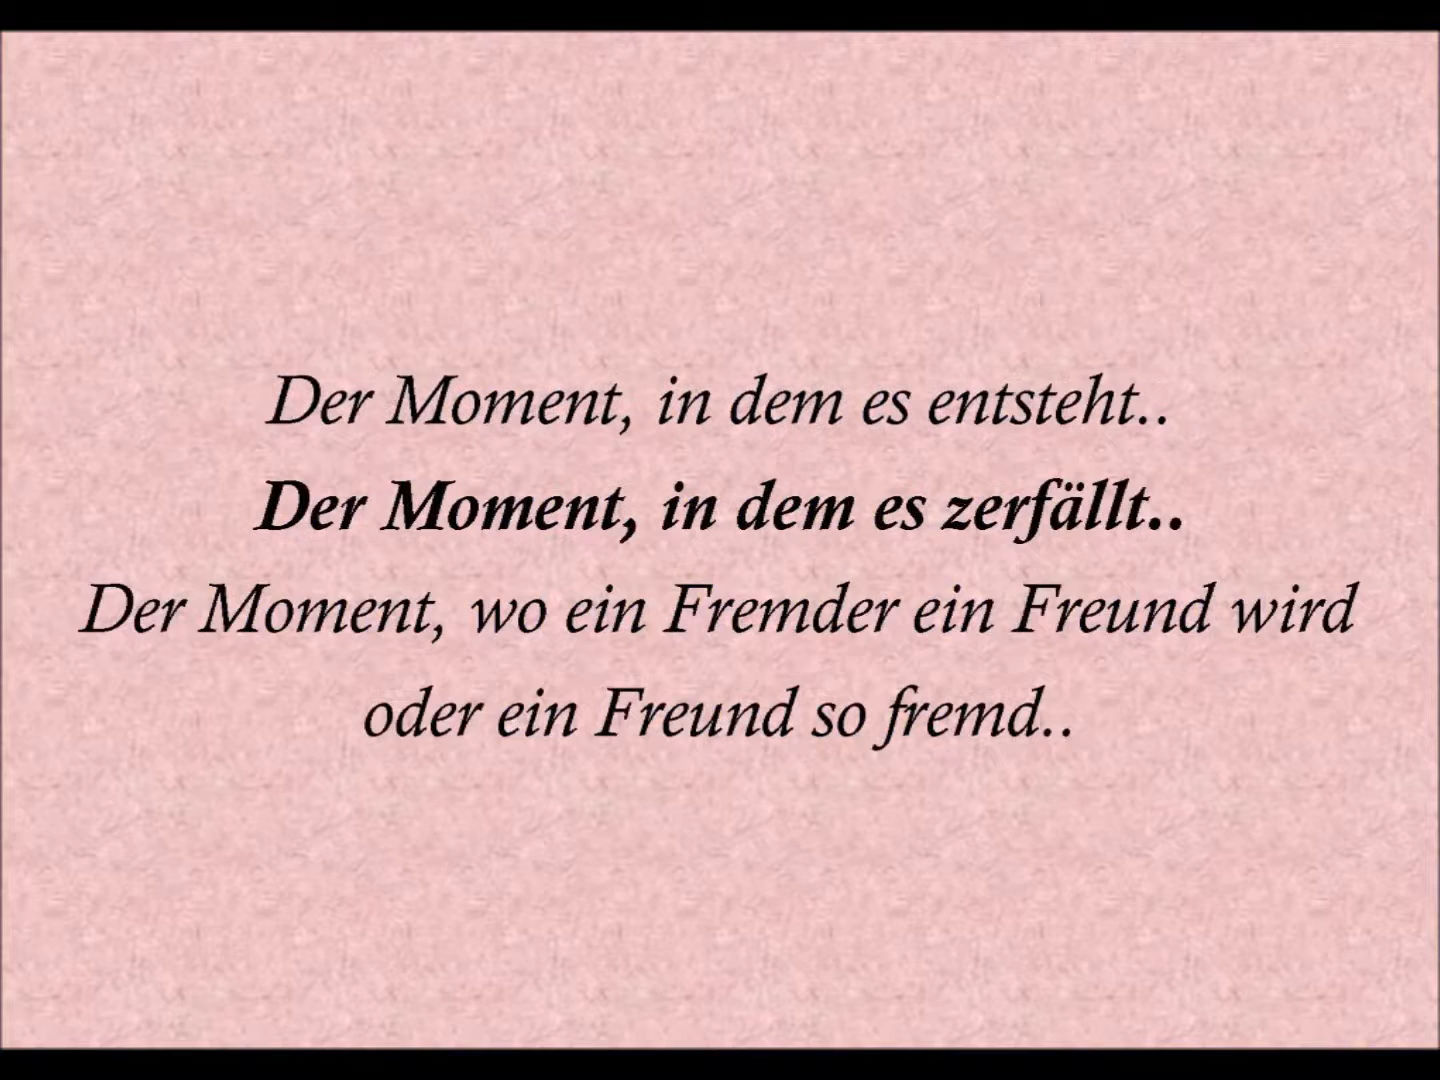 Der Moment, in dem es entsteht..
Der Moment, in dem es zerfällt..
Der Moment, wo ein Fremder ein Freund wird
oder ein Freund so fremd..